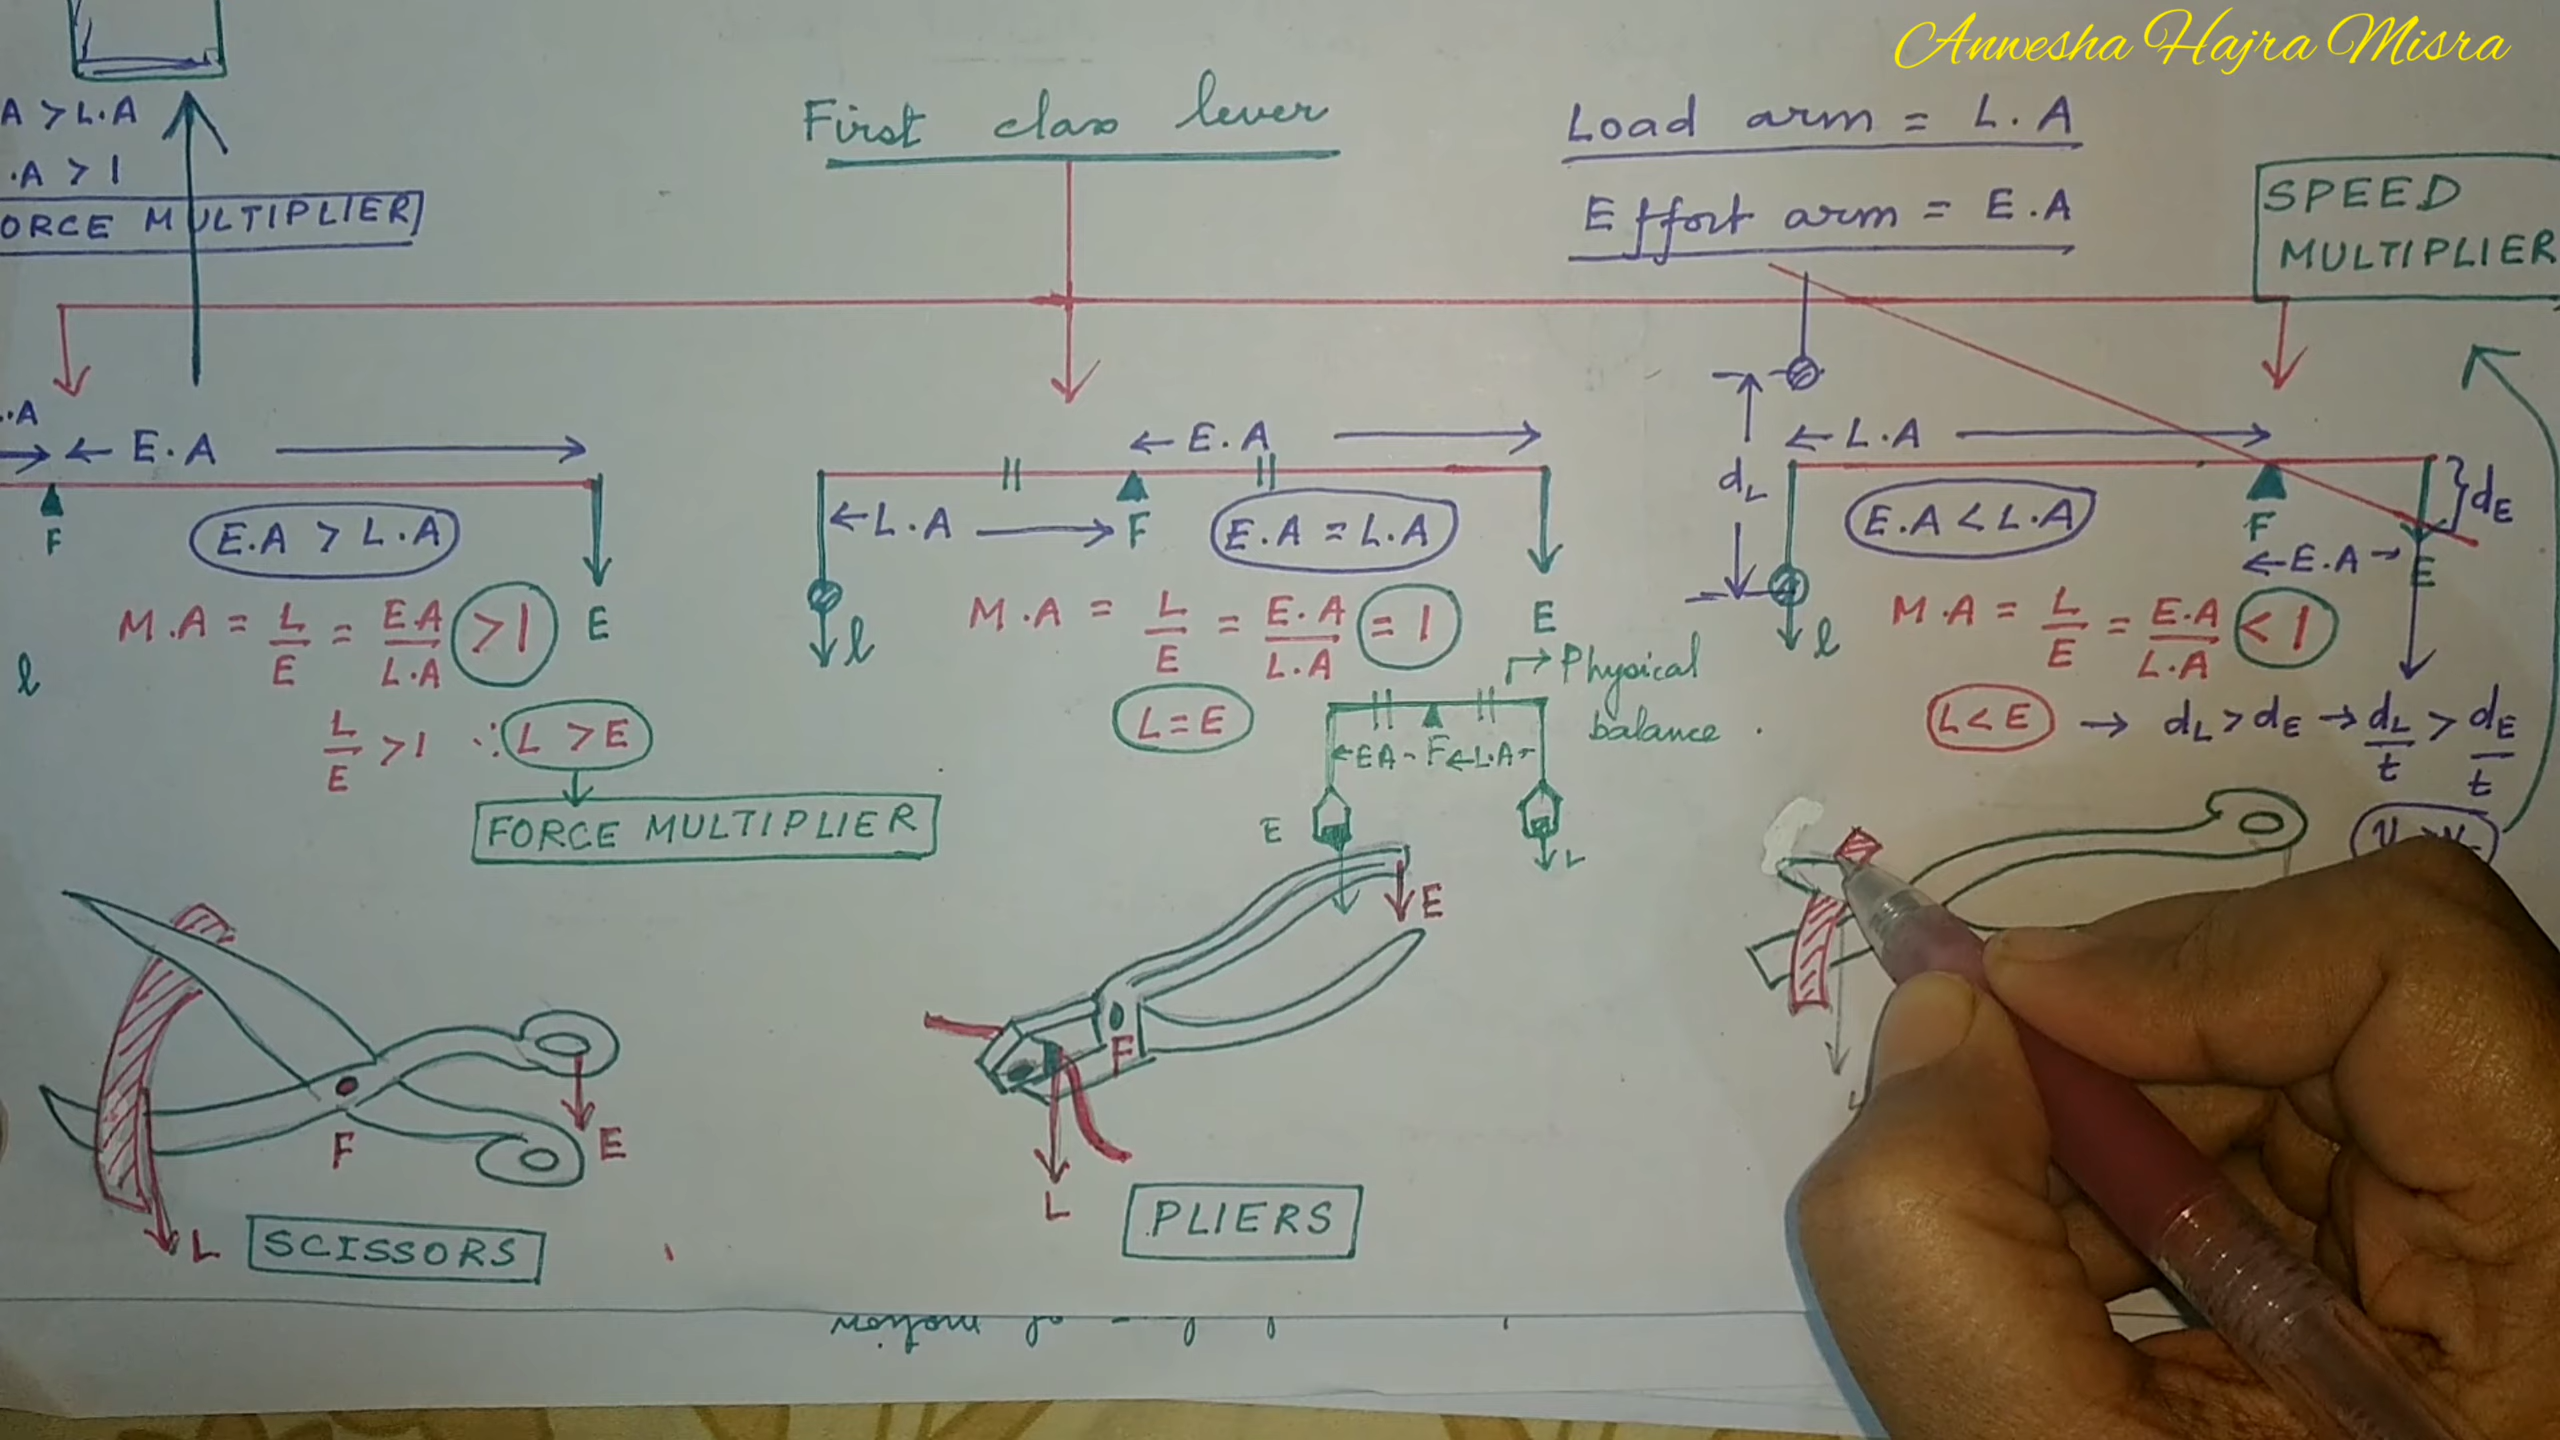 Anwesha Hajra Misra
First class lever
Load arm = L.A
Effort arm = E.A
SPEED
MULTIPLIER
A > L.A
.A > 1
ORCE MULTIPLIER
.A
← E.A →
F
E.A > L.A
E
M.A = L/E = E.A/L.A > 1
l
L/E > 1 ∴ L > E
FORCE MULTIPLIER
← E.A →
← L.A →
F
E.A = L.A
E
l
M.A = L/E = E.A/L.A = 1
L = E
Physical
balance
← EA - F ← L.A →
E
L
dL
← L.A →
E.A < L.A
F
dE
← E.A →
E
l
M.A = L/E = E.A/L.A < 1
L < E → dL > dE → dL/t > dE/t
F
E
L
SCISSORS
E
F
L
PLIERS
motion